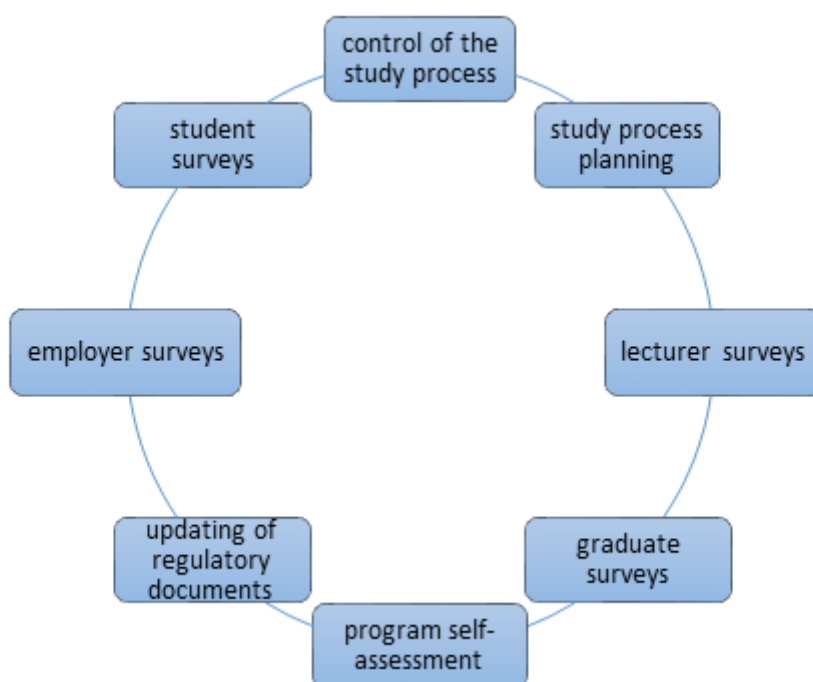 control of the
study process
study process
planning
lecturer surveys
graduate
surveys
program self-
assessment
updating of
regulatory
documents
employer surveys
student
surveys